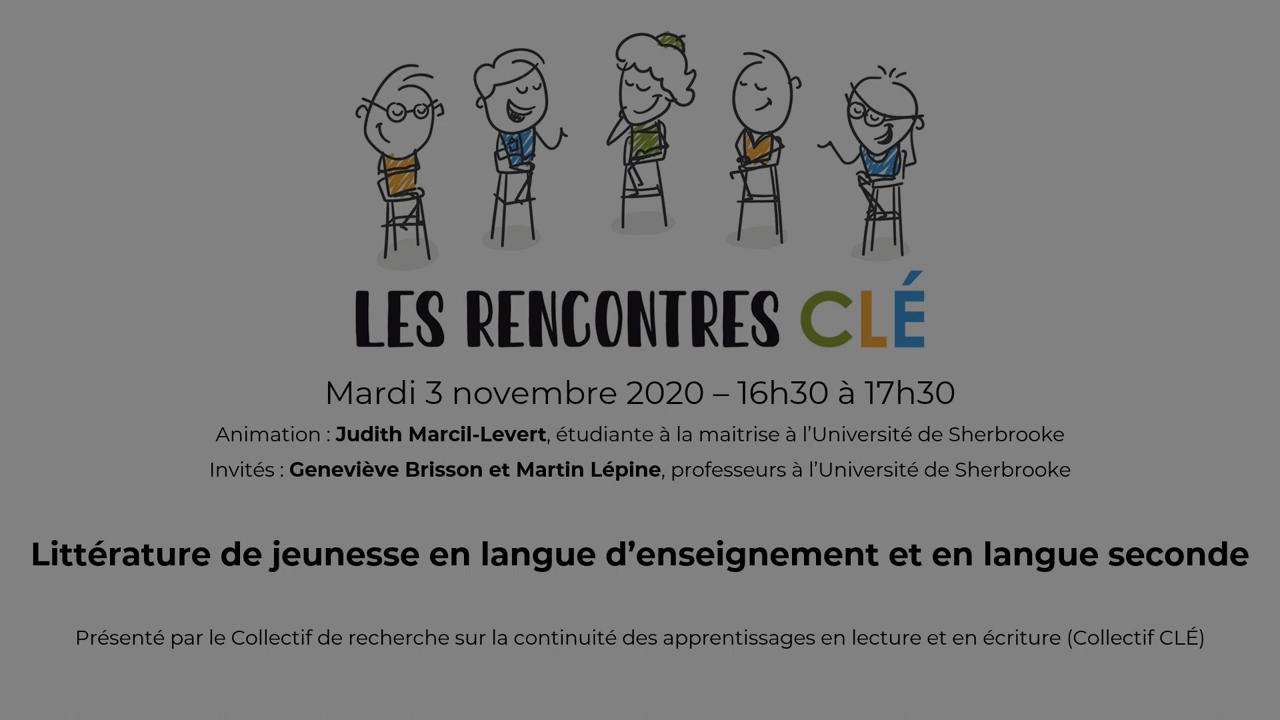 LES RENCONTRES CLÉ
Mardi 3 novembre 2020 – 16h30 à 17h30
Animation : Judith Marcil-Levert, étudiante à la maitrise à l’Université de Sherbrooke
Invités : Geneviève Brisson et Martin Lépine, professeurs à l’Université de Sherbrooke
Littérature de jeunesse en langue d’enseignement et en langue seconde
Présenté par le Collectif de recherche sur la continuité des apprentissages en lecture et en écriture (Collectif CLÉ)